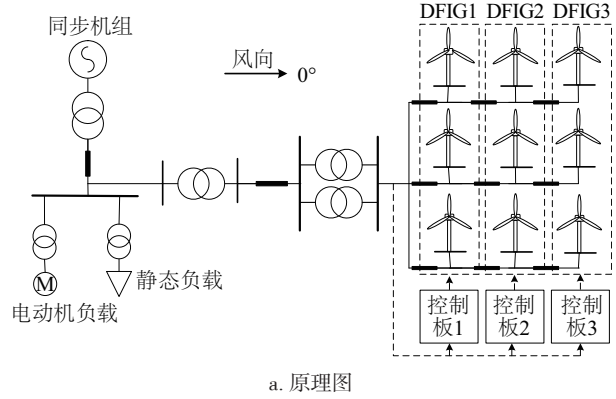 DFIG1 DFIG2 DFIG3
同步机组
风向
0°
M
静态负载
电动机负载
控制
板1
控制
板2
控制
板3
a. 原理图